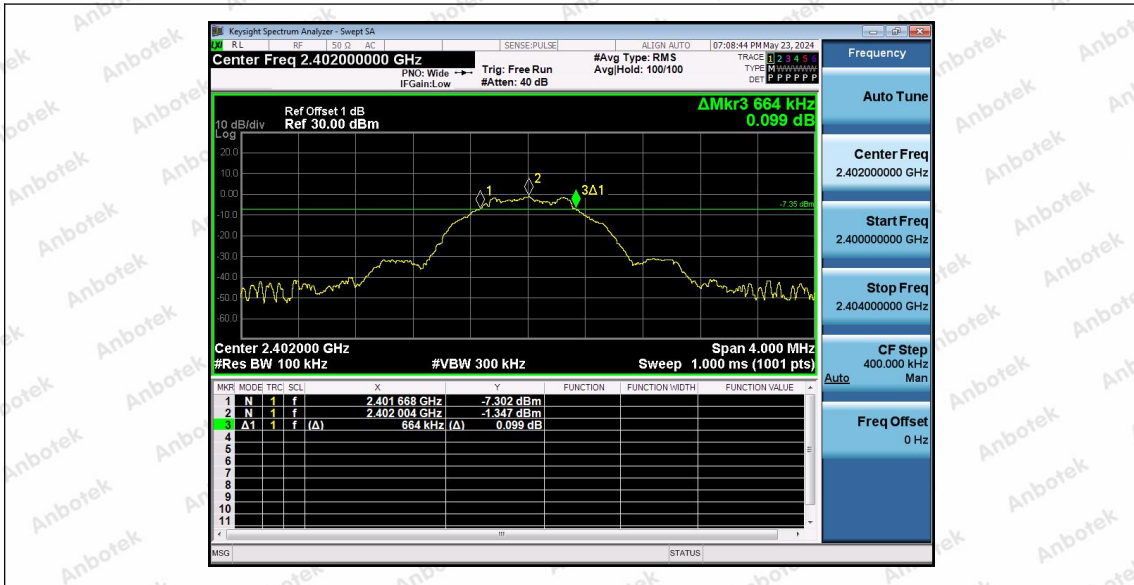 Keysight Spectrum Analyzer - Swept SA
LXI RL RF 50 Ω AC SENSE:PULSE ALIGN AUTO 07:08:44 PM May 23, 2024
Center Freq 2.402000000 GHz
PNO: Wide
IFGain:Low
Trig: Free Run
#Atten: 40 dB
#Avg Type: RMS
Avg|Hold: 100/100
TRACE 1 2 3 4 5 6
TYPE M W W W W W
DET P P P P P P
Ref Offset 1 dB
Ref 30.00 dBm
10 dB/div
Log
ΔMkr3 664 kHz
0.099 dB
20.0
10.0
0.00
-10.0
-20.0
-30.0
-40.0
-50.0
-60.0
1
2
3Δ1
-7.35 dBm
Center 2.402000 GHz Span 4.000 MHz
#Res BW 100 kHz #VBW 300 kHz Sweep 1.000 ms (1001 pts)
MKR MODE TRC SCL X Y FUNCTION FUNCTION WIDTH FUNCTION VALUE
1 N 1 f 2.401 668 GHz -7.302 dBm
2 N 1 f 2.402 004 GHz -1.347 dBm
3 Δ1 1 f (Δ) 664 kHz (Δ) 0.099 dB
4
5
6
7
8
9
10
11
MSG STATUS
Frequency
Auto Tune
Center Freq
2.402000000 GHz
Start Freq
2.400000000 GHz
Stop Freq
2.404000000 GHz
CF Step
400.000 kHz
Auto Man
Freq Offset
0 Hz
Anbotek